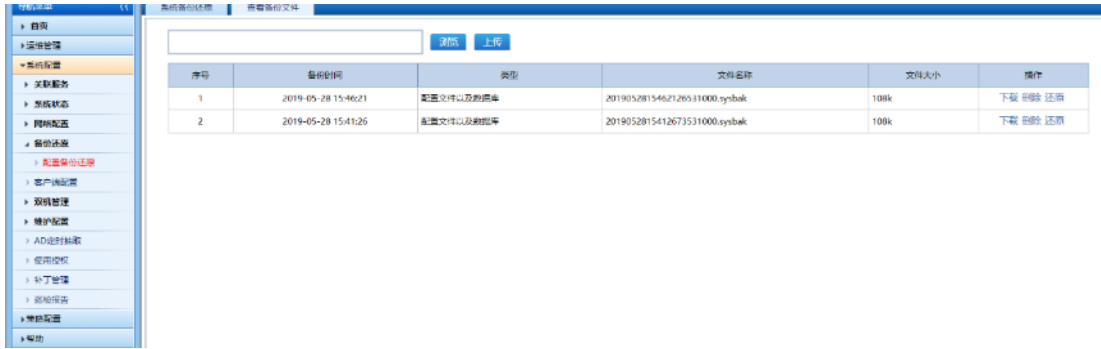 导航菜单
系统备份还原 查看备份文件
首页
运维管理
系统配置
关联服务
系统状态
网络配置
备份还原
配置备份还原
客户端配置
双机管理
维护配置
AD定时抽取
使用授权
补丁管理
巡检报告
策略配置
帮助
浏览 上传
序号 备份时间 类型 文件名称 文件大小 操作
1 2019-05-28 15:46:21 配置文件以及数据库 2019052815462126531000.sysbak 108k 下载 删除 还原
2 2019-05-28 15:41:26 配置文件以及数据库 2019052815412673531000.sysbak 108k 下载 删除 还原